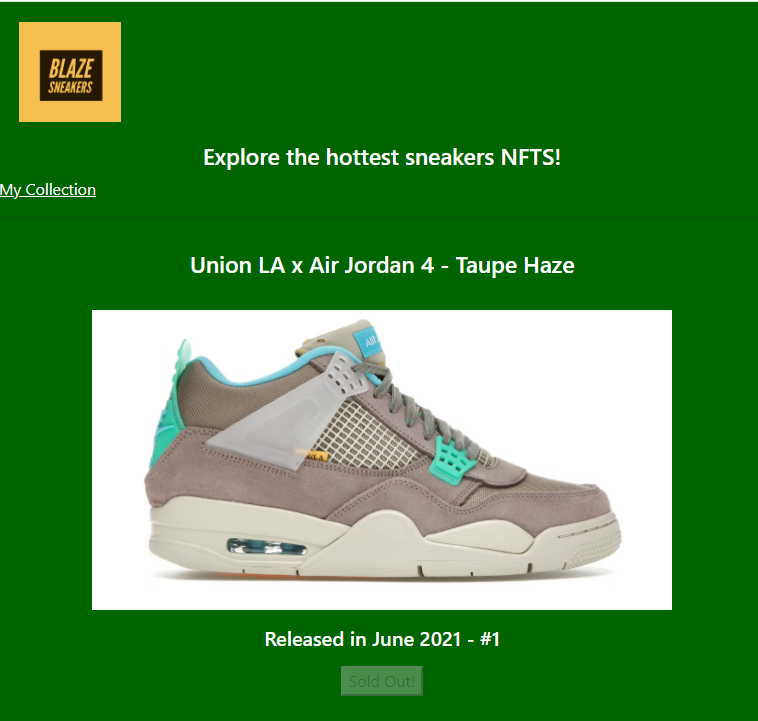 BLAZE
SNEAKERS
Explore the hottest sneakers NFTS!
My Collection
Union LA x Air Jordan 4 - Taupe Haze
AIR
Released in June 2021 - #1
Sold Out!